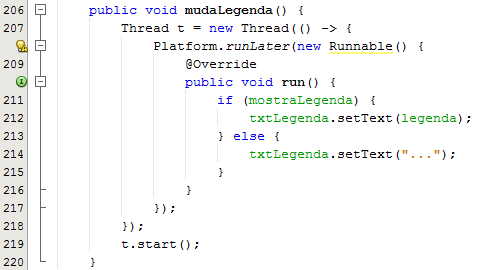 206 public void mudaLegenda() {
207 Thread t = new Thread(() -> {
Platform.runLater(new Runnable() {
209 @Override
public void run() {
211 if (mostraLegenda) {
212 txtLegenda.setText(legenda);
213 } else {
214 txtLegenda.setText("...");
215 }
216 }
217 });
218 });
219 t.start();
220 }